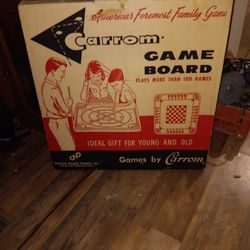 America's Foremost Family Game
Carrom
GAME
BOARD
PLAYS MORE THAN 100 GAMES
IDEAL GIFT FOR YOUNG AND OLD
Games by Carrom